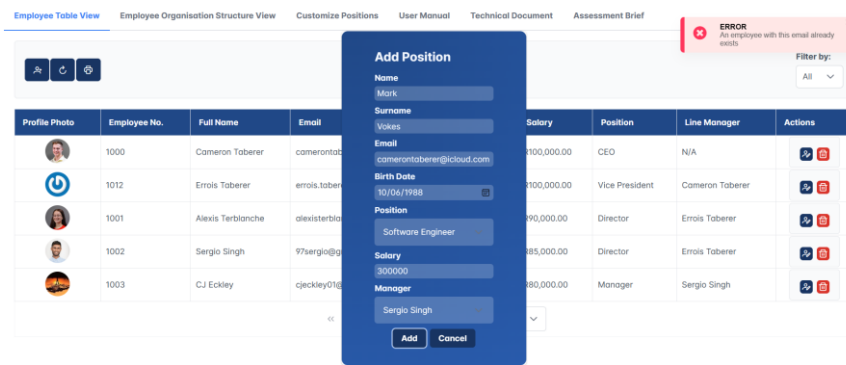 Employee Table View Employee Organisation Structure View Customize Positions User Manual Technical Document Assessment Brief
ERROR
An employee with this email already
exists
Filter by:
All
Add Position
Name
Mark
Surname
Vokes
Email
camerontaberer@icloud.com
Birth Date
10/06/1988
Position
Software Engineer
Salary
300000
Manager
Sergio Singh
Add Cancel
Profile Photo Employee No. Full Name Email Salary Position Line Manager Actions
1000 Cameron Taberer camerontab 100,000.00 CEO N/A
1012 Errois Taberer errois.taber 100,000.00 Vice President Cameron Taberer
1001 Alexis Terblanche alexisterbla 90,000.00 Director Errois Taberer
1002 Sergio Singh 97sergio@g 85,000.00 Director Errois Taberer
1003 CJ Eckley cjeckley01@ 80,000.00 Manager Sergio Singh